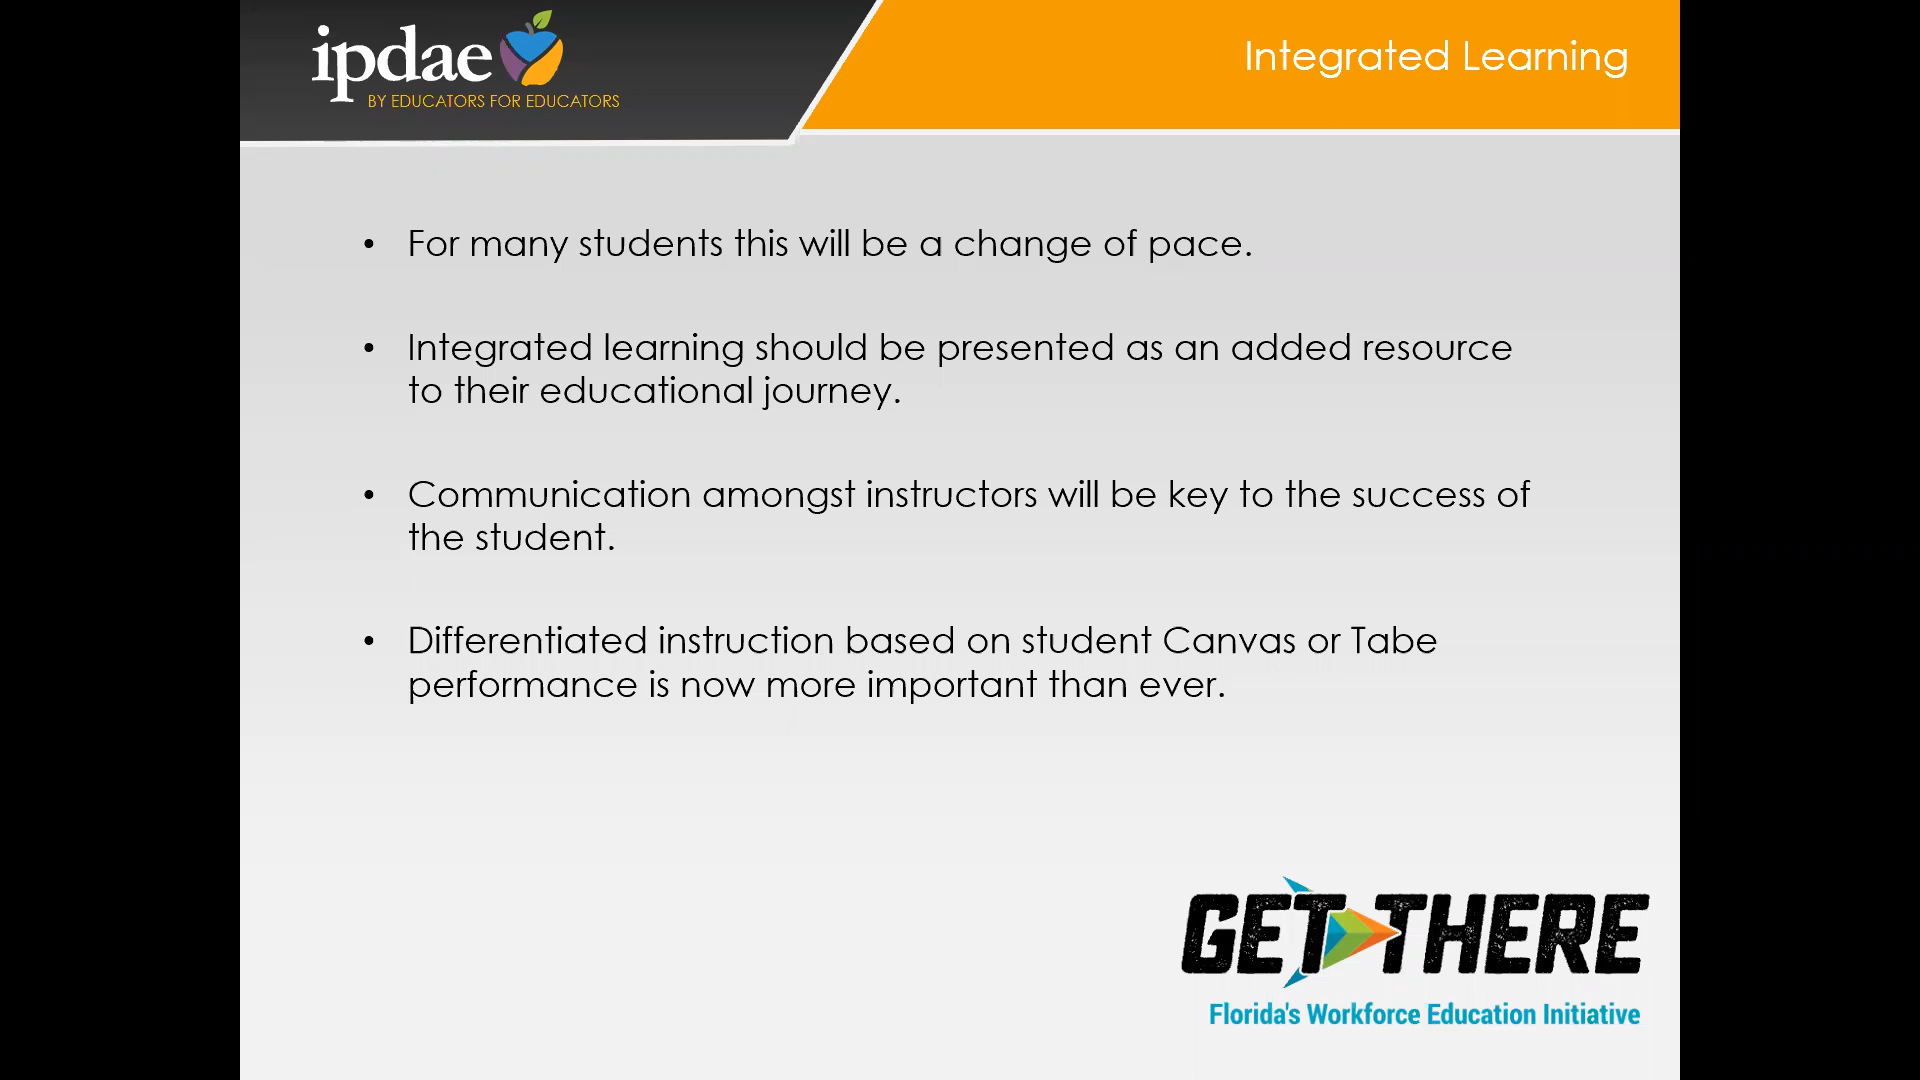 ipdae
BY EDUCATORS FOR EDUCATORS
Integrated Learning
• For many students this will be a change of pace.
• Integrated learning should be presented as an added resource
to their educational journey.
• Communication amongst instructors will be key to the success of
the student.
• Differentiated instruction based on student Canvas or Tabe
performance is now more important than ever.
GET THERE
Florida's Workforce Education Initiative